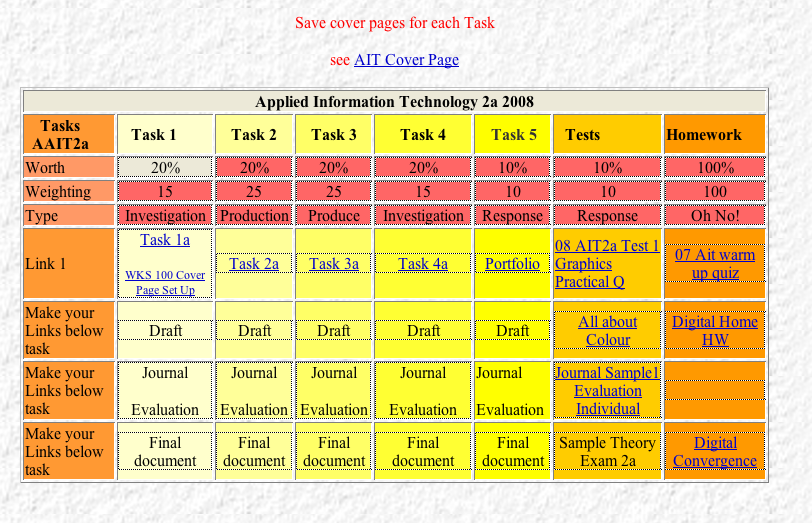 Save cover pages for each Task
see AIT Cover Page
Applied Information Technology 2a 2008
Tasks AAIT2a Task 1 Task 2 Task 3 Task 4 Task 5 Tests Homework
Worth 20% 20% 20% 20% 10% 10% 100%
Weighting 15 25 25 15 10 10 100
Type Investigation Production Produce Investigation Response Response Oh No!
Link 1
Task 1a
WKS 100 Cover
Page Set Up
Task 2a
Task 3a
Task 4a
Portfolio
08 AIT2a Test 1
Graphics
Practical Q
07 Ait warm
up quiz
Make your
Links below
task
Draft
Draft
Draft
Draft
Draft
All about
Colour
Digital Home
HW
Make your
Links below
task
Journal
Evaluation
Journal
Evaluation
Journal
Evaluation
Journal
Evaluation
Journal
Evaluation
Journal Sample1
Evaluation
Individual
Make your
Links below
task
Final
document
Final
document
Final
document
Final
document
Final
document
Sample Theory
Exam 2a
Digital
Convergence